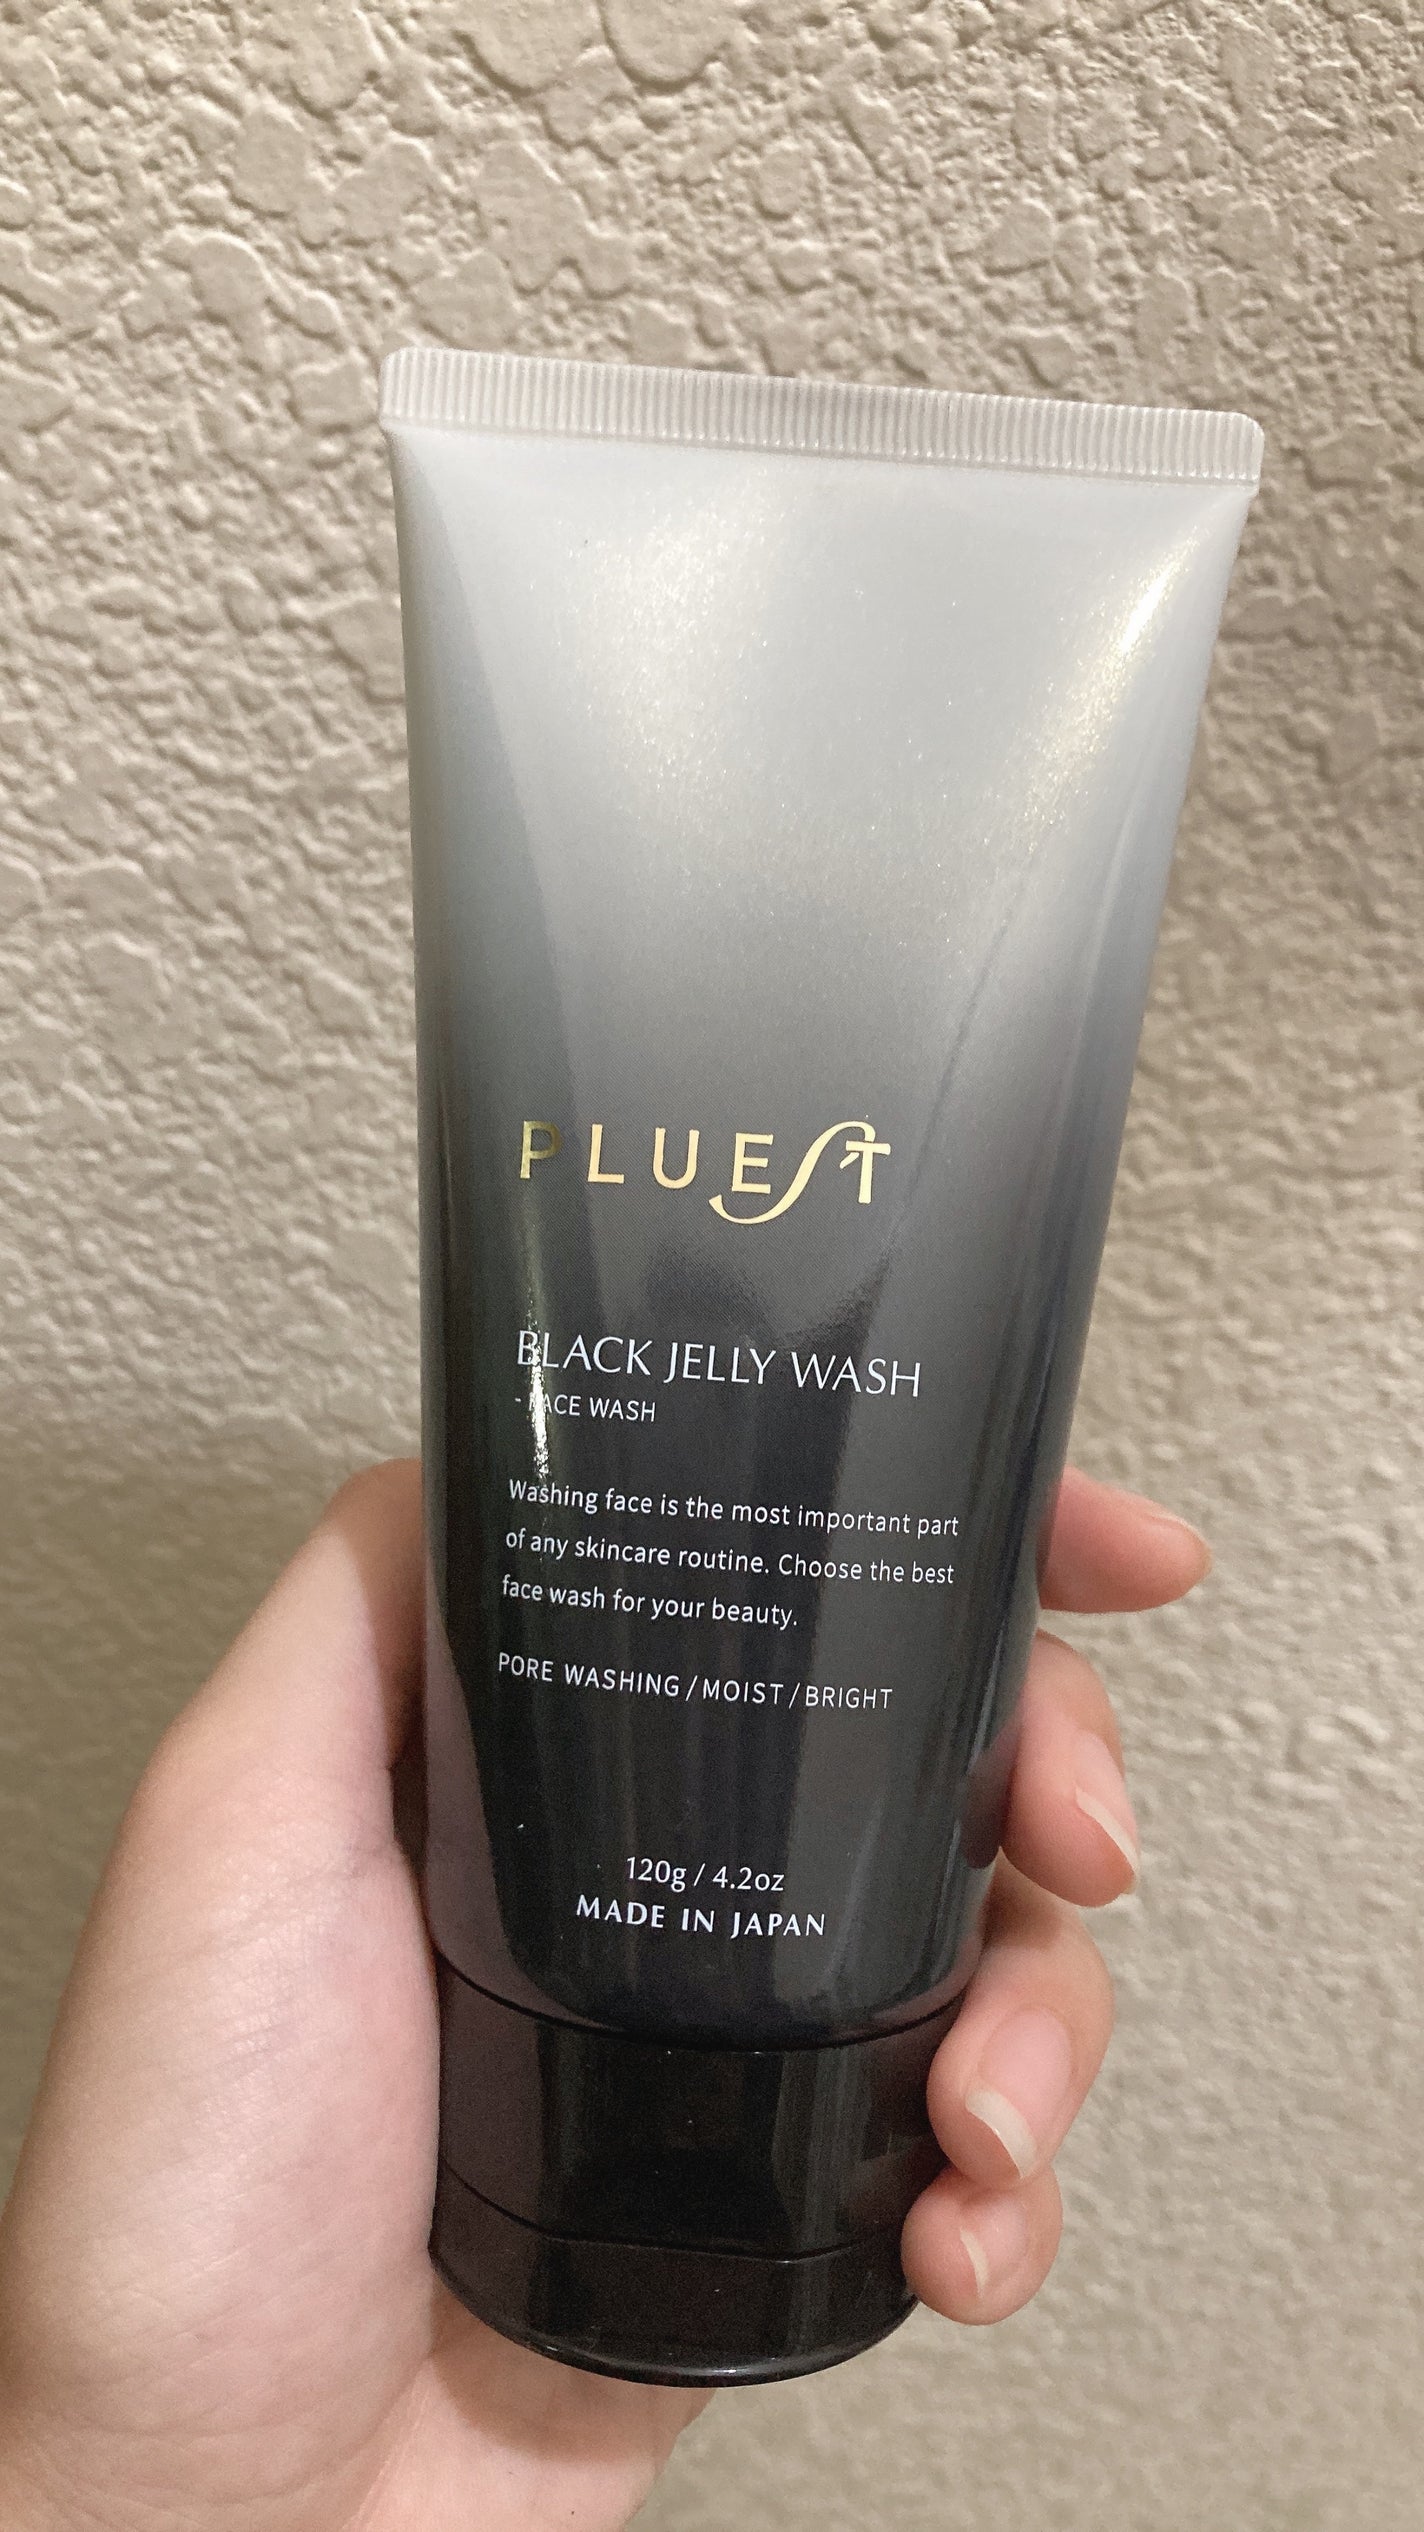 PLUEST
BLACK JELLY WASH
- FACE WASH
Washing face is the most important part
of any skincare routine. Choose the best
face wash for your beauty.
PORE WASHING / MOIST / BRIGHT
120g / 4.2oz
MADE IN JAPAN